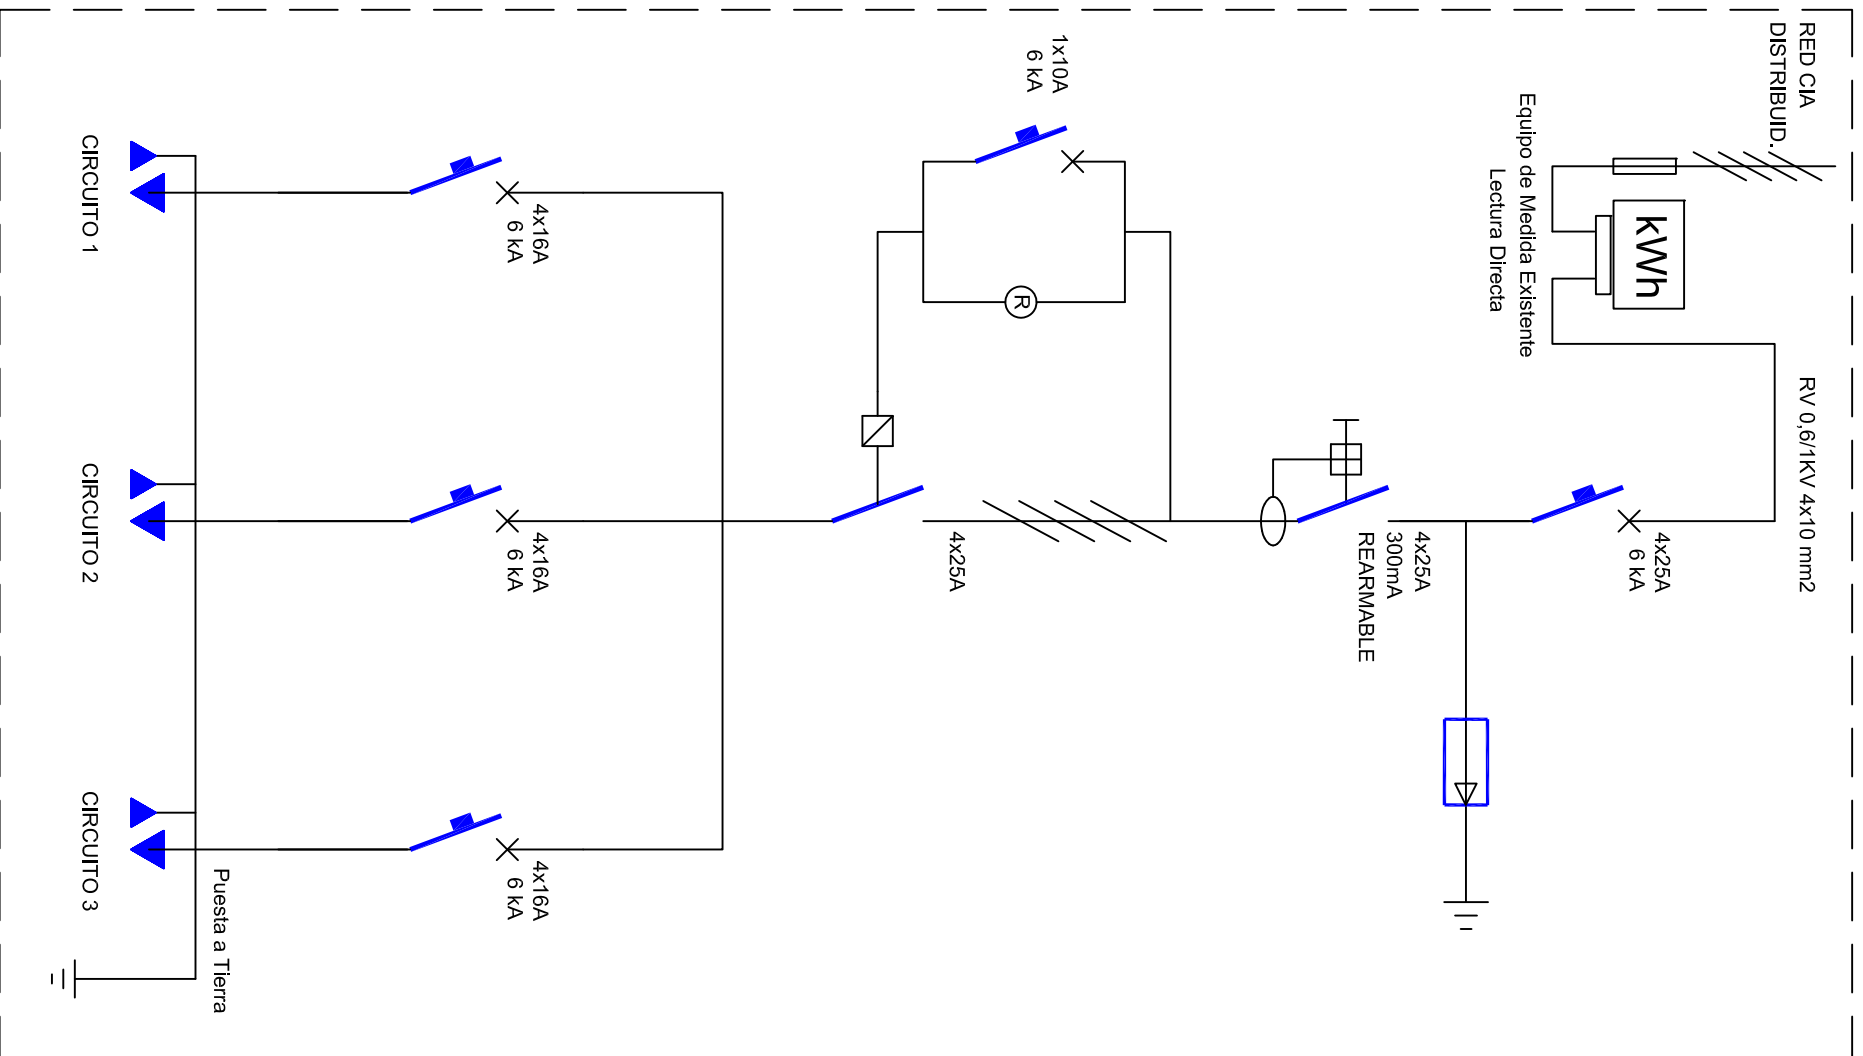 RED CIA
DISTRIBUID.
kWh
Equipo de Medida Existente
Lectura Directa
RV 0,6/1KV 4x10 mm2
4x25A
6 kA
4x25A
300mA
REARMABLE
1x10A
6 kA
R
4x25A
4x16A
6 kA
4x16A
6 kA
4x16A
6 kA
CIRCUITO 1
CIRCUITO 2
CIRCUITO 3
Puesta a Tierra